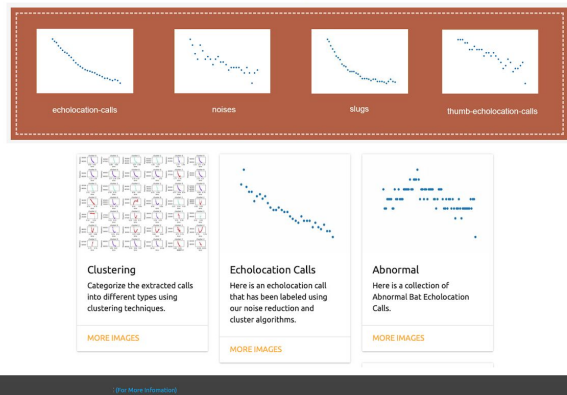 echolocation-calls
noises
slugs
thumb-echolocation-calls
Clustering
Categorize the extracted calls
into different types using
clustering techniques.
MORE IMAGES
Echolocation Calls
Here is an echolocation call
that has been labeled using
our noise reduction and
cluster algorithms.
MORE IMAGES
Abnormal
Here is a collection of
Abnormal Bat Echolocation
Calls.
MORE IMAGES
(For More Infomation)